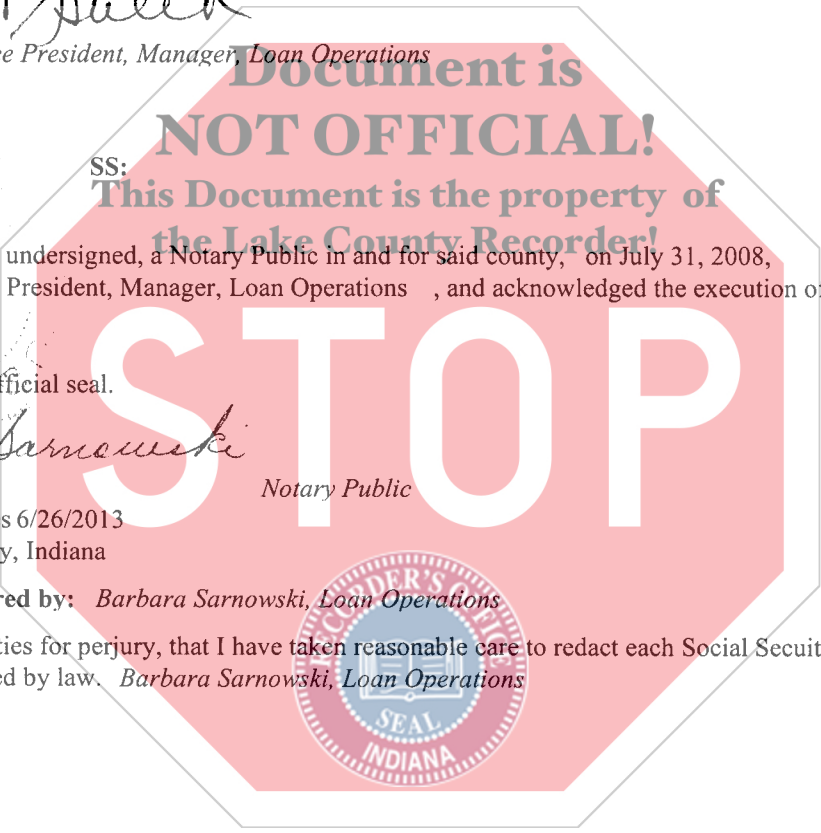 ce President, Manager, Loan Operations
Document is
NOT OFFICIAL!
SS:
This Document is the property of
the Lake County Recorder!
undersigned, a Notary Public in and for said county, on July 31, 2008,
President, Manager, Loan Operations , and acknowledged the execution of
STOP
fficial seal.
Sarnowski
Notary Public
s 6/26/2013
y, Indiana
red by: Barbara Sarnowski, Loan Operations
ties for perjury, that I have taken reasonable care to redact each Social Secuit
ed by law. Barbara Sarnowski, Loan Operations
RECORDER'S OFFICE
SEAL
INDIANA